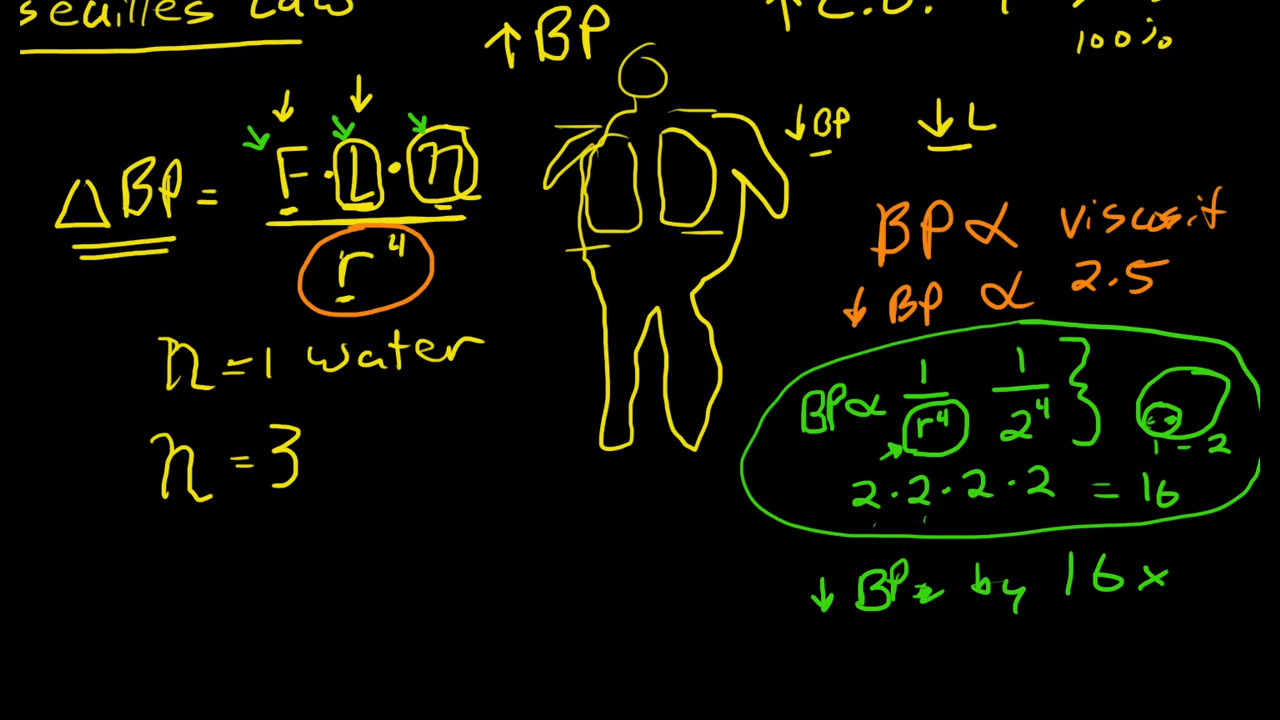 seuilles Law
↑ BP
↑ C.O.
100%
Δ BP = F · L · η
r⁴
↓ BP
↓ L
BP ∝ viscosit
↓ BP ∝ 2.5
η = 1 water
η = 3
BP ∝ 1/r⁴ 1/2⁴ }
1 - 2
2 · 2 · 2 · 2 = 16
↓ BP by 16x